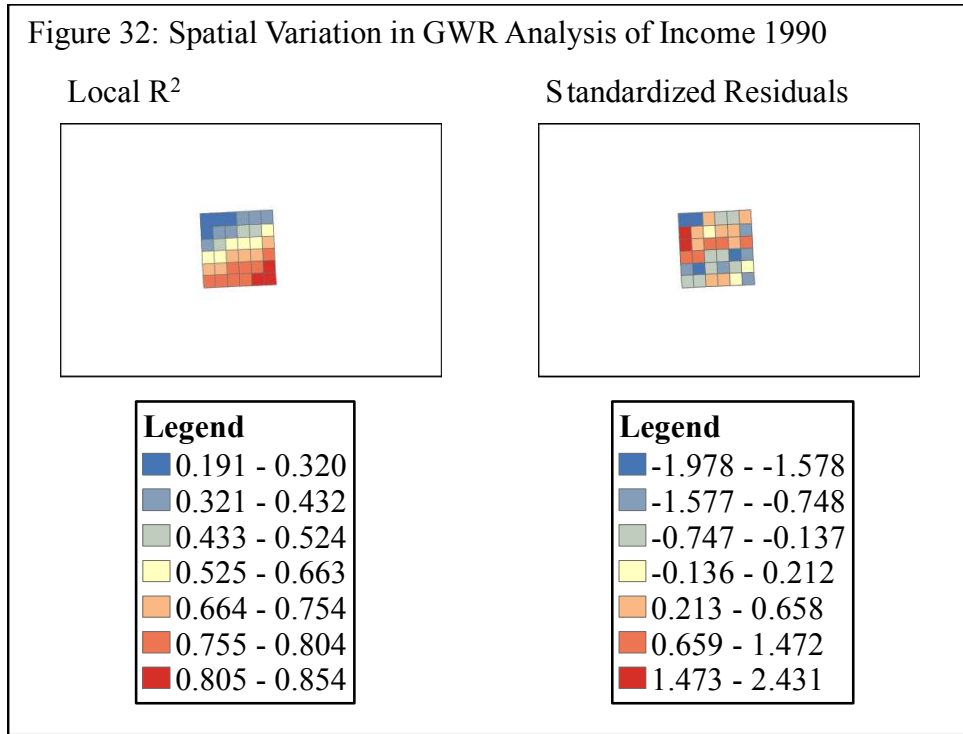 Figure 32: Spatial Variation in GWR Analysis of Income 1990
Local R²
Standardized Residuals
Legend
0.191 - 0.320
0.321 - 0.432
0.433 - 0.524
0.525 - 0.663
0.664 - 0.754
0.755 - 0.804
0.805 - 0.854
Legend
-1.978 - -1.578
-1.577 - -0.748
-0.747 - -0.137
-0.136 - 0.212
0.213 - 0.658
0.659 - 1.472
1.473 - 2.431